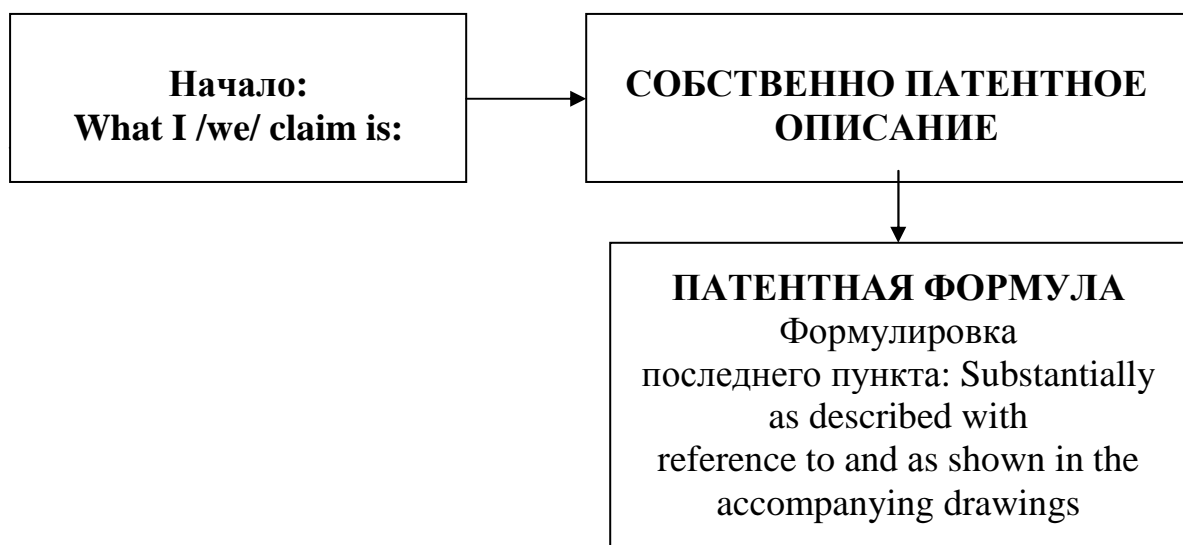 Начало:
What I /we/ claim is:
СОБСТВЕННО ПАТЕНТНОЕ
ОПИСАНИЕ
ПАТЕНТНАЯ ФОРМУЛА
Формулировка
последнего пункта: Substantially
as described with
reference to and as shown in the
accompanying drawings